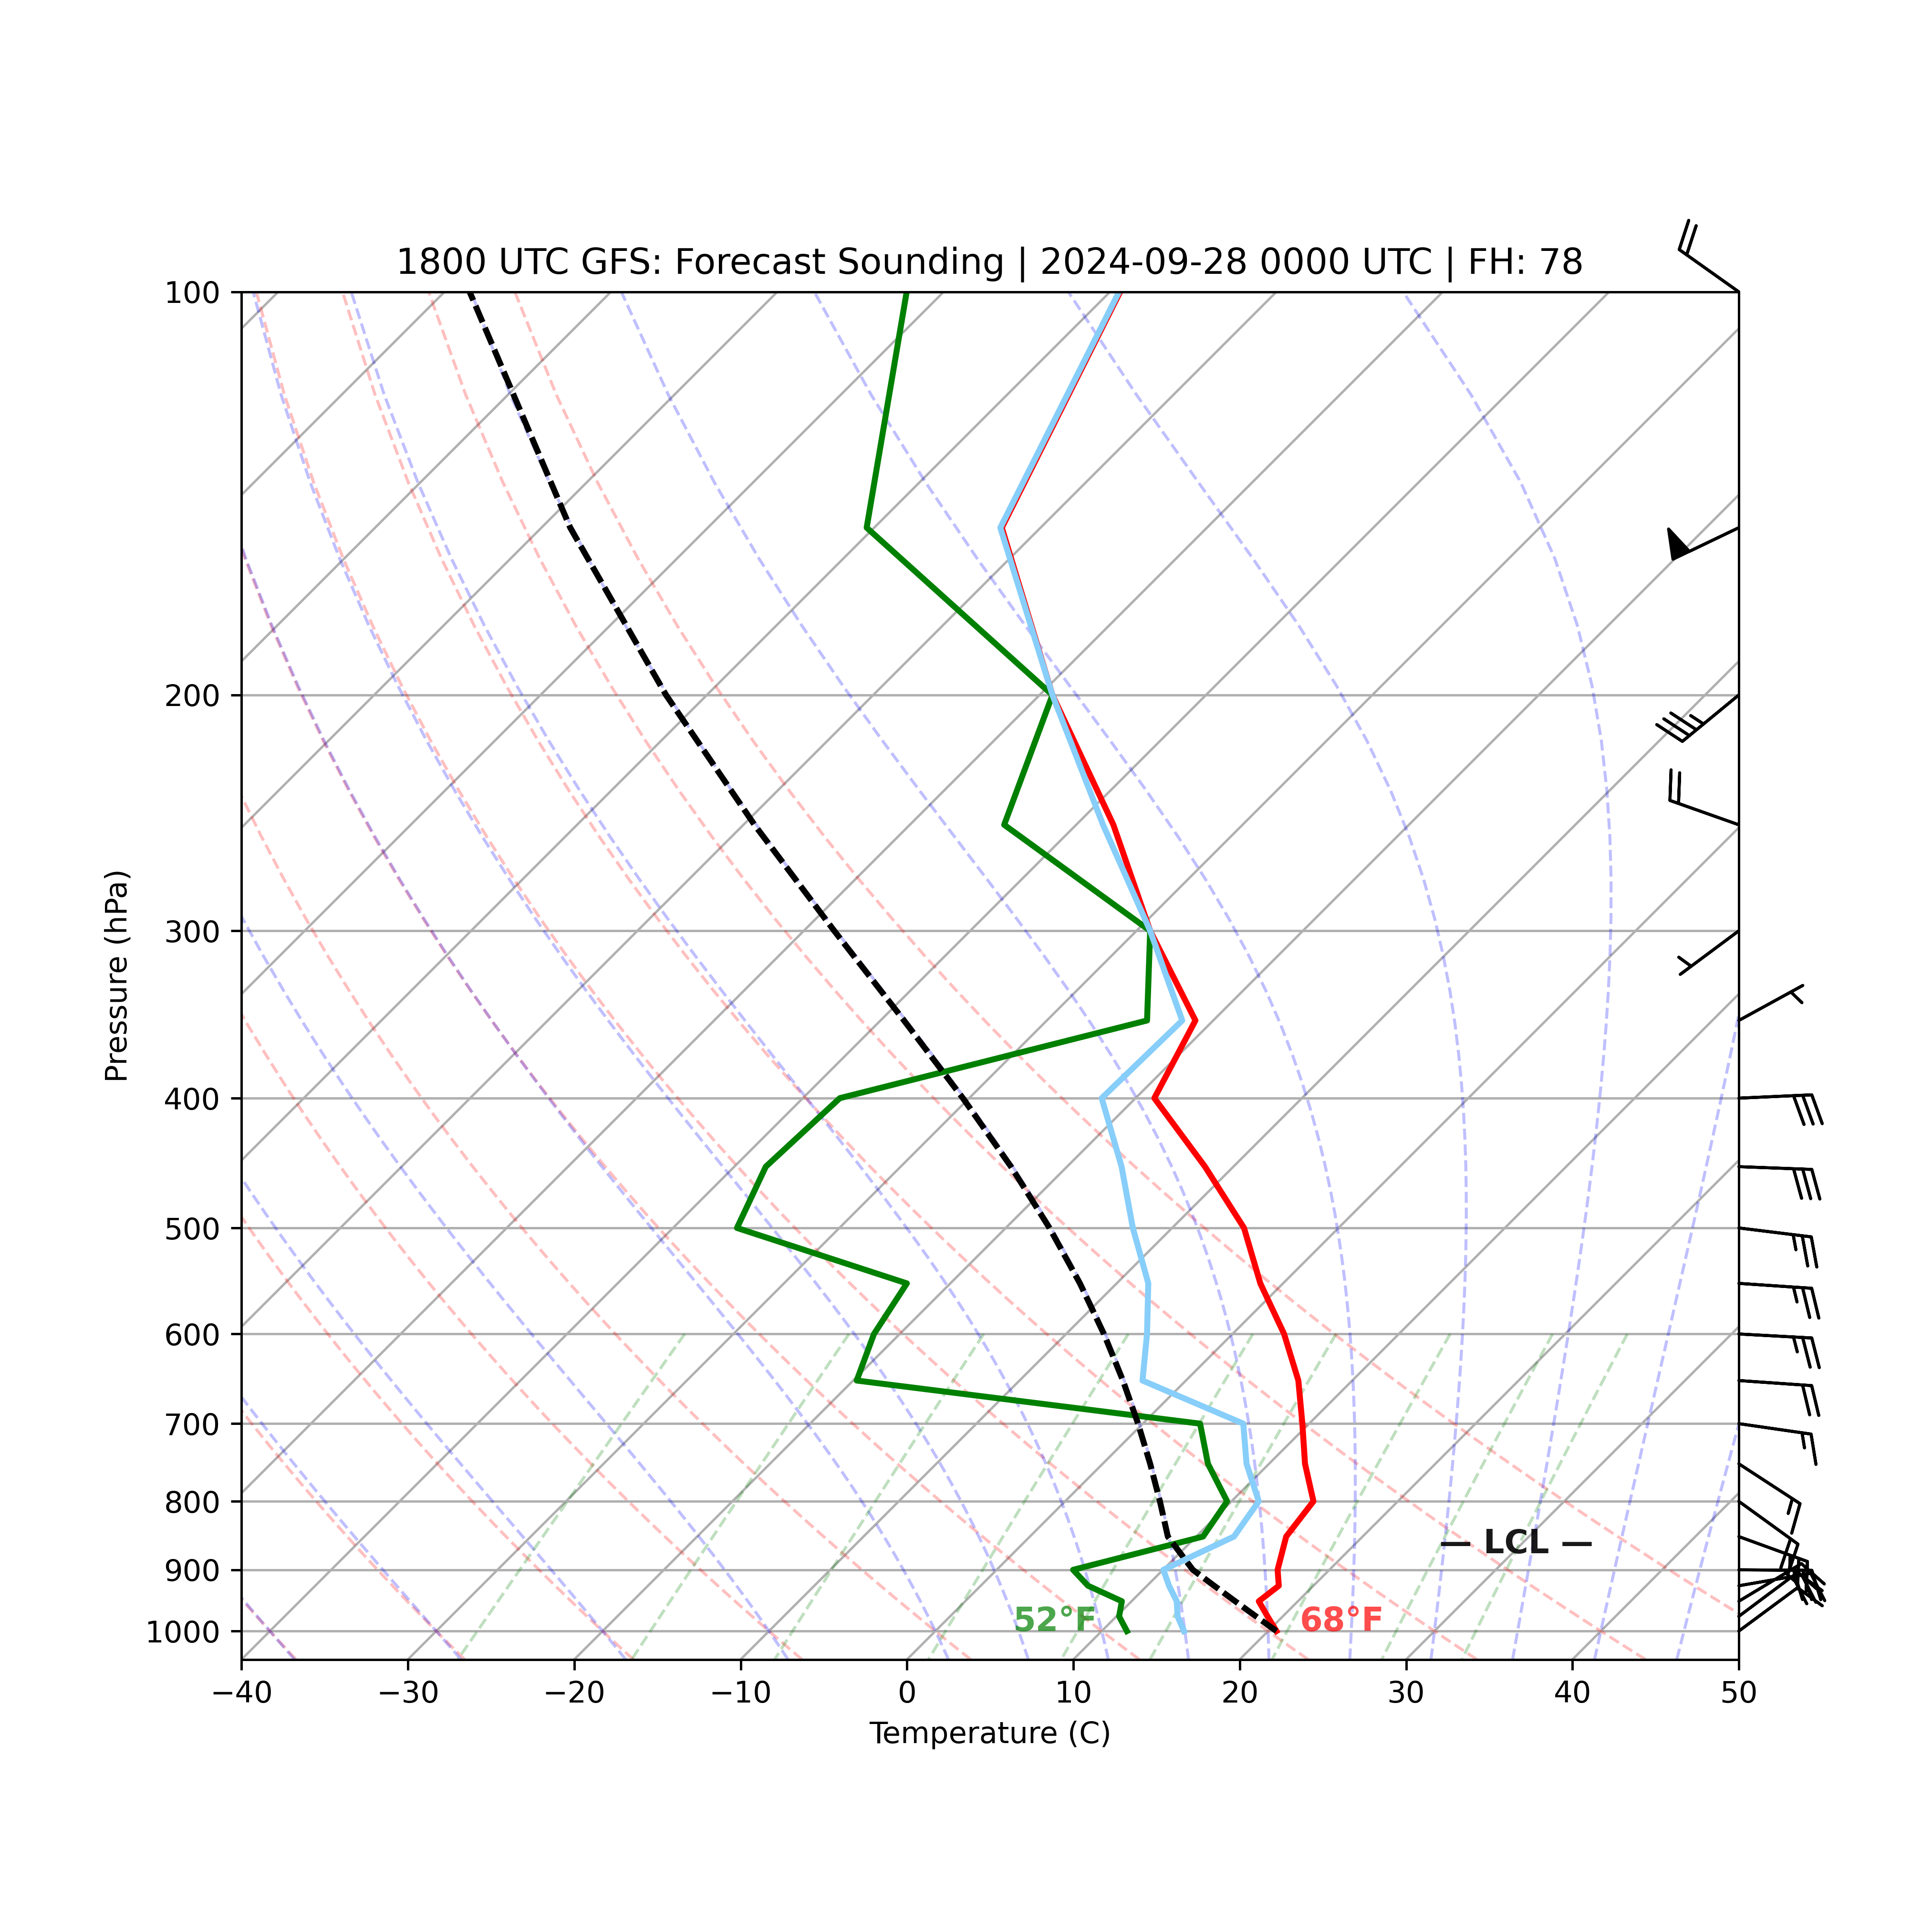 1800 UTC GFS: Forecast Sounding | 2024-09-28 0000 UTC | FH: 78
100
200
300
400
500
600
700
800
900
1000
Pressure (hPa)
— LCL —
52°F
68°F
−40 −30 −20 −10 0 10 20 30 40 50
Temperature (C)